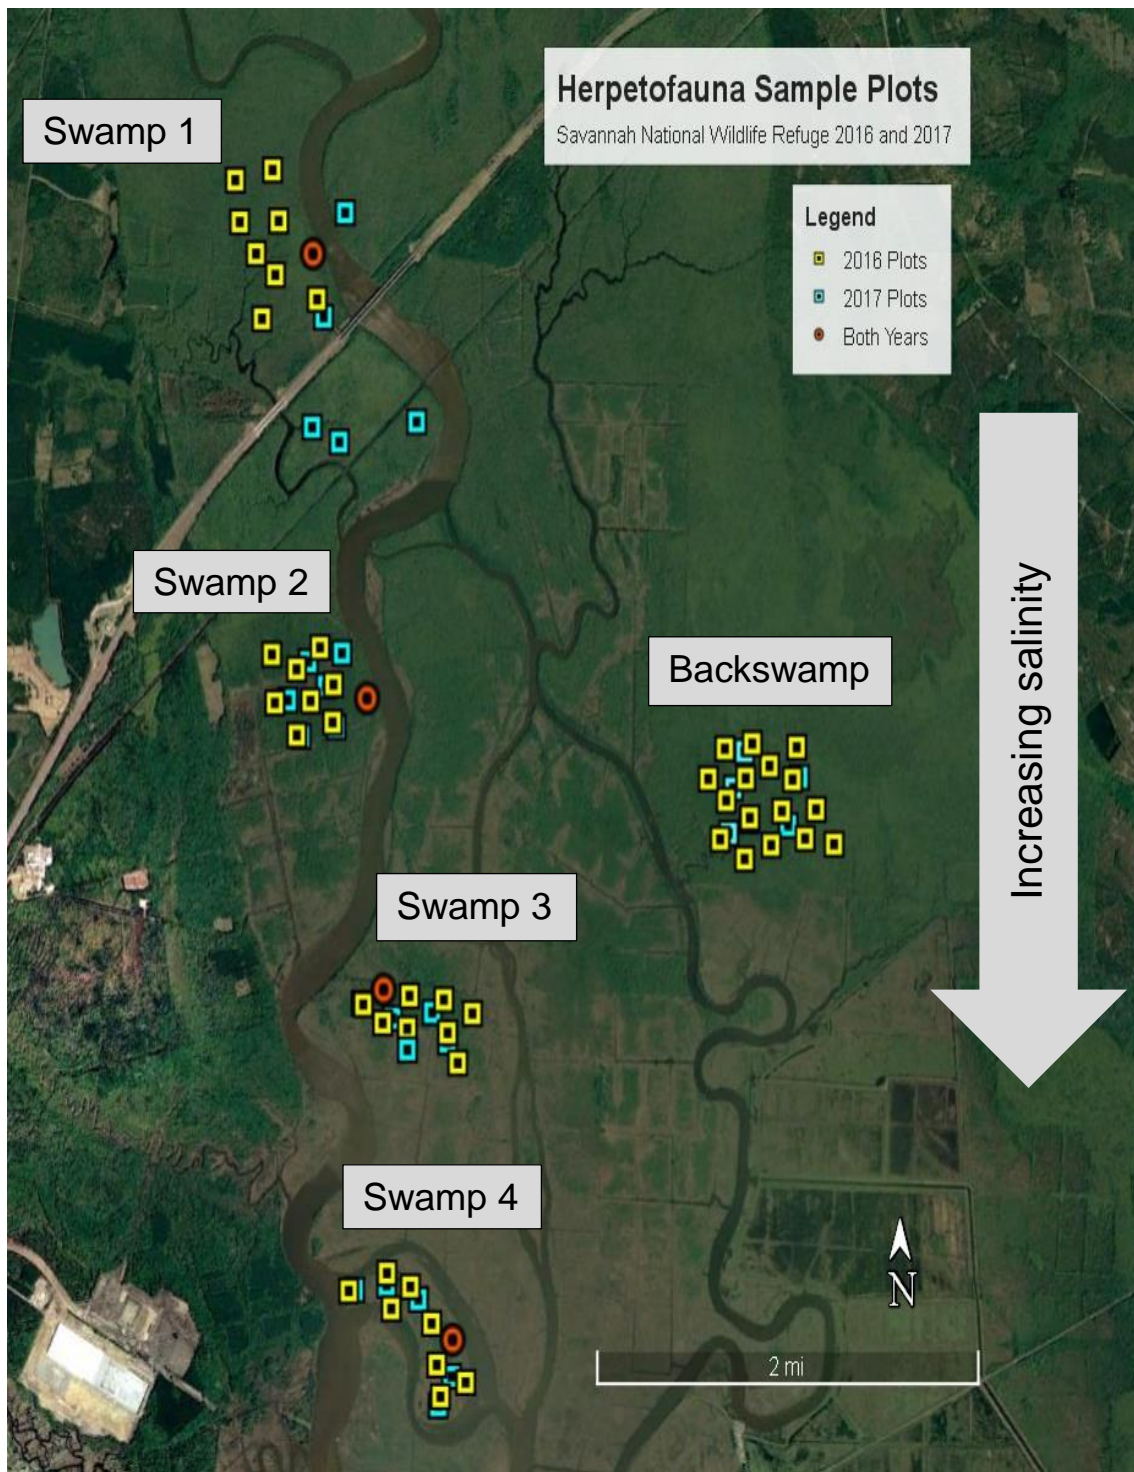 Herpetofauna Sample Plots
Savannah National Wildlife Refuge 2016 and 2017
Swamp 1
Legend
2016 Plots
2017 Plots
Both Years
Swamp 2
Backswamp
Increasing salinity
Swamp 3
Swamp 4
N
2 mi